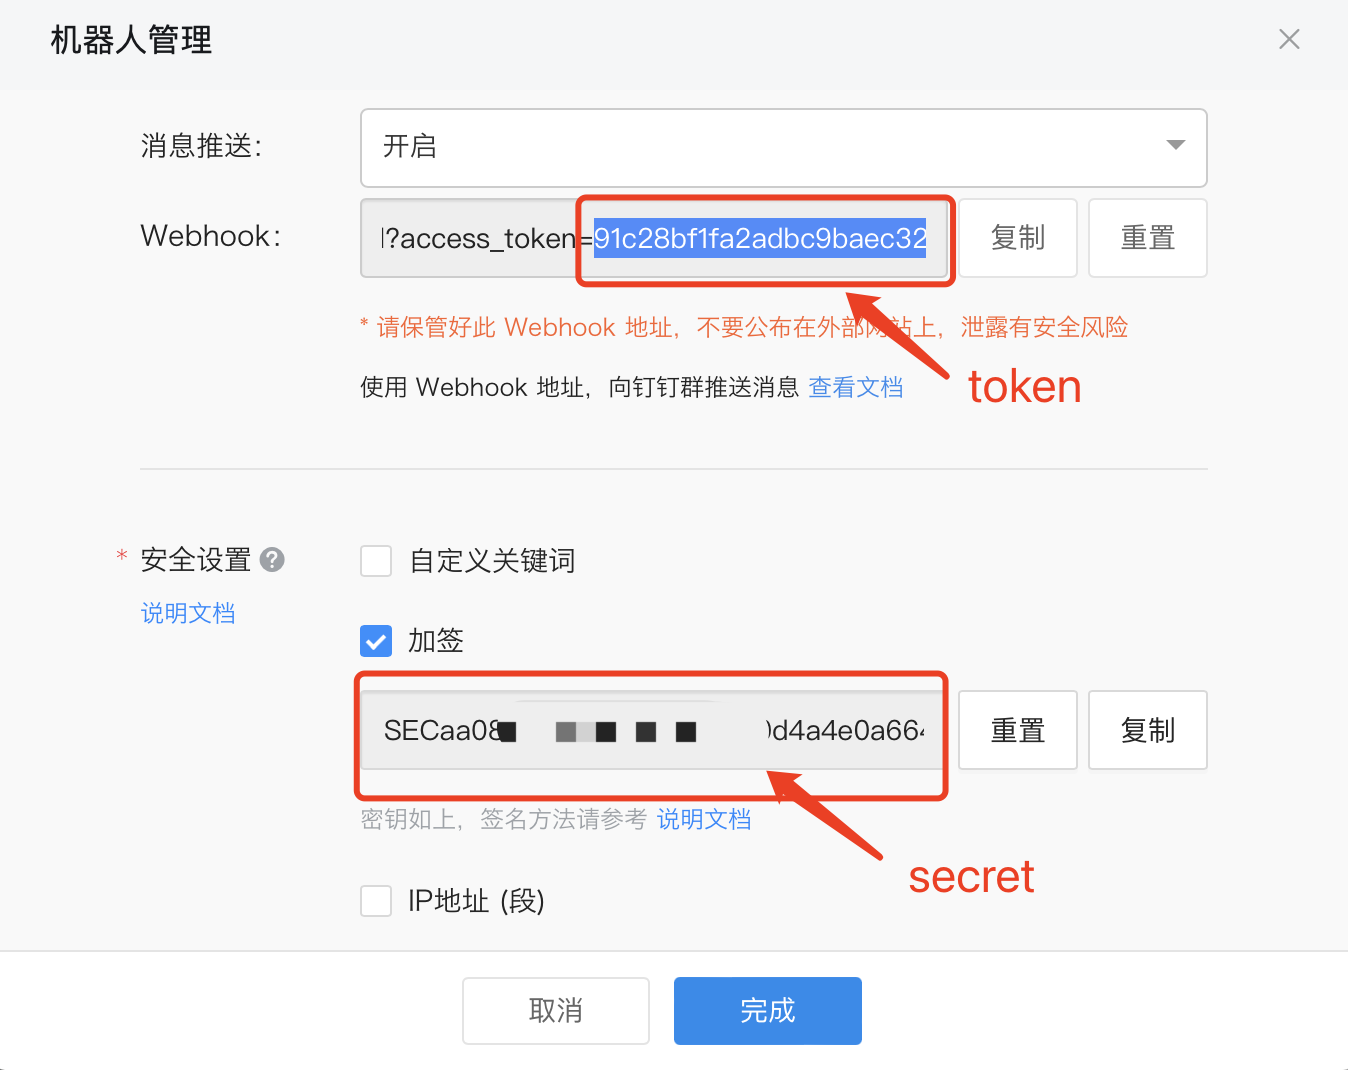 机器人管理
消息推送: 开启
Webhook: l?access_token=91c28bf1fa2adbc9baec32 复制 重置
* 请保管好此 Webhook 地址，不要公布在外部网站上，泄露有安全风险
使用 Webhook 地址，向钉钉群推送消息 查看文档
token
* 安全设置 ? 自定义关键词
说明文档
加签
SECaa08 0d4a4e0a664 重置 复制
密钥如上，签名方法请参考 说明文档
secret
IP地址 (段)
取消 完成